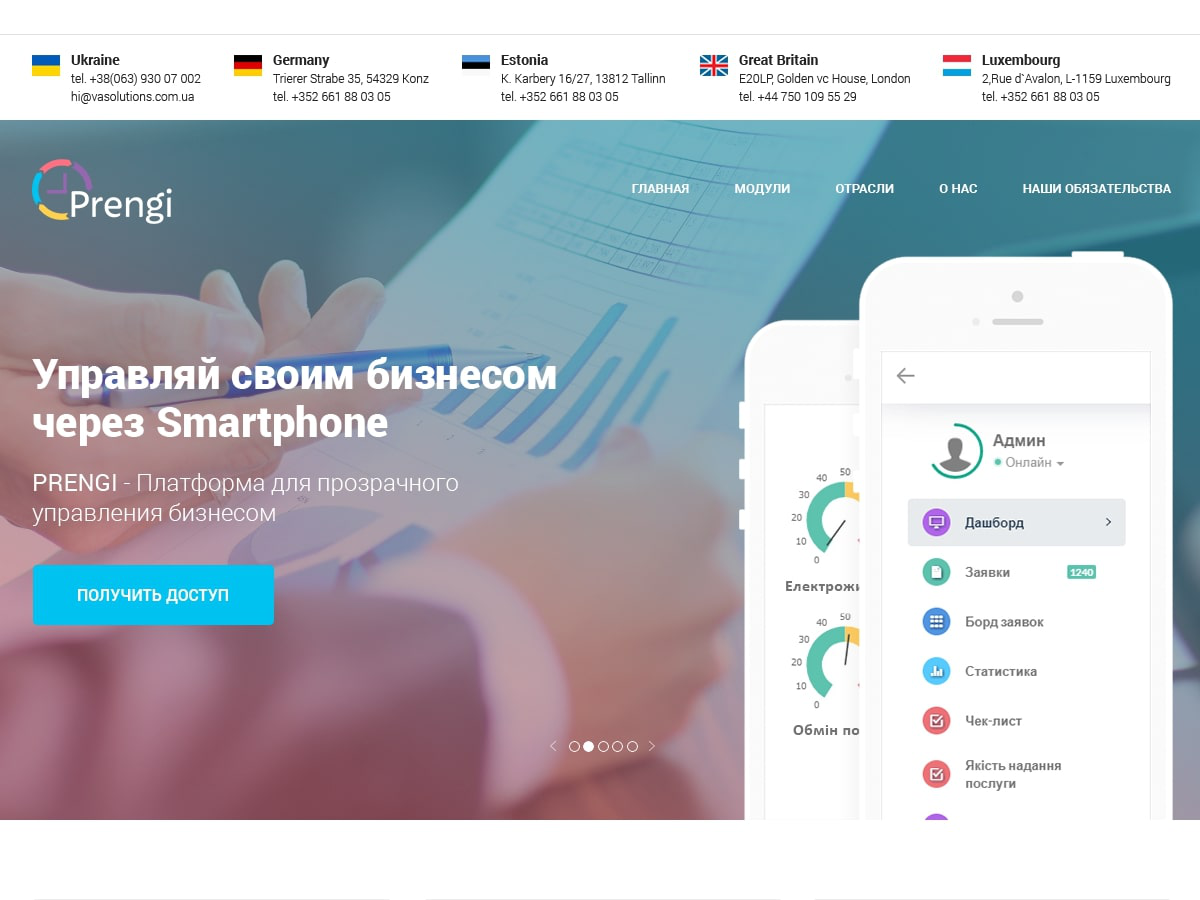 Ukraine
tel. +38(063) 930 07 002
hi@vasolutions.com.ua
Germany
Trierer Strabe 35, 54329 Konz
tel. +352 661 88 03 05
Estonia
K. Karbery 16/27, 13812 Tallinn
tel. +352 661 88 03 05
Great Britain
E20LP, Golden vc House, London
tel. +44 750 109 55 29
Luxembourg
2,Rue d`Avalon, L-1159 Luxembourg
tel. +352 661 88 03 05
Prengi
ГЛАВНАЯ
МОДУЛИ
ОТРАСЛИ
О НАС
НАШИ ОБЯЗАТЕЛЬСТВА
Управляй своим бизнесом
через Smartphone
PRENGI - Платформа для прозрачного
управления бизнесом
ПОЛУЧИТЬ ДОСТУП
50
40
30
20
10
0
Електрожи
50
40
30
20
10
0
Обмін по
Админ
Онлайн
Дашборд
Заявки
1240
Борд заявок
Статистика
Чек-лист
Якість надання
послуги